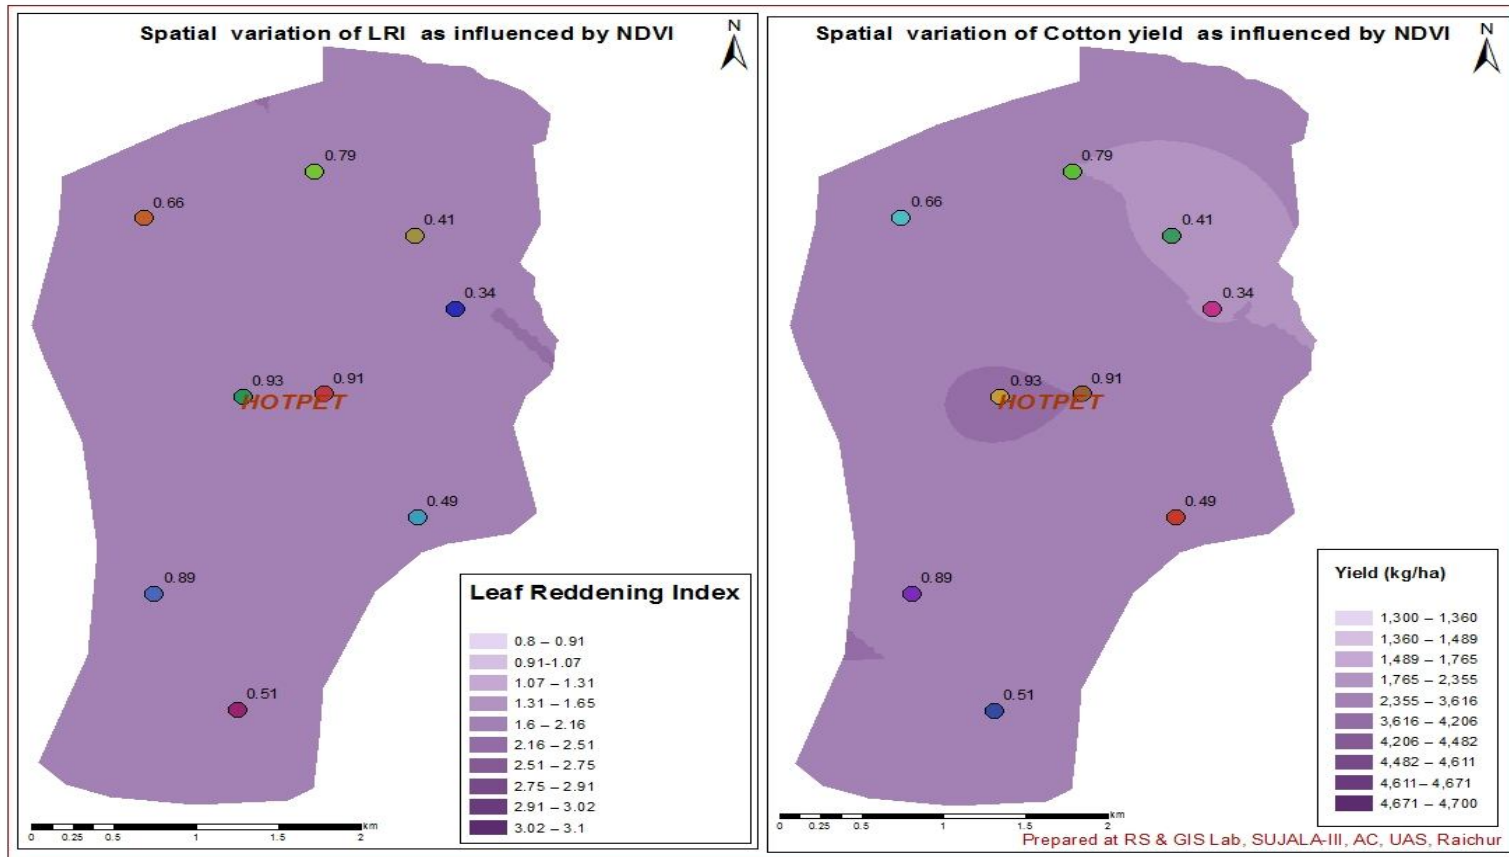 Spatial variation of LRI as influenced by NDVI
N
0.79
0.66
0.41
0.34
0.93
0.91
HOTPET
0.49
0.89
0.51
Leaf Reddening Index
0.8 – 0.91
0.91-1.07
1.07 – 1.31
1.31 – 1.65
1.6 – 2.16
2.16 – 2.51
2.51 – 2.75
2.75 – 2.91
2.91 – 3.02
3.02 – 3.1
km
0 0.25 0.5 1 1.5 2
Spatial variation of Cotton yield as influenced by NDVI
N
0.79
0.66
0.41
0.34
0.93
0.91
HOTPET
0.49
0.89
0.51
Yield (kg/ha)
1,300 – 1,360
1,360 – 1,489
1,489 – 1,765
1,765 – 2,355
2,355 – 3,616
3,616 – 4,206
4,206 – 4,482
4,482 – 4,611
4,611– 4,671
4,671 – 4,700
km
0 0.25 0.5 1 1.5 2
Prepared at RS & GIS Lab, SUJALA-III, AC, UAS, Raichur